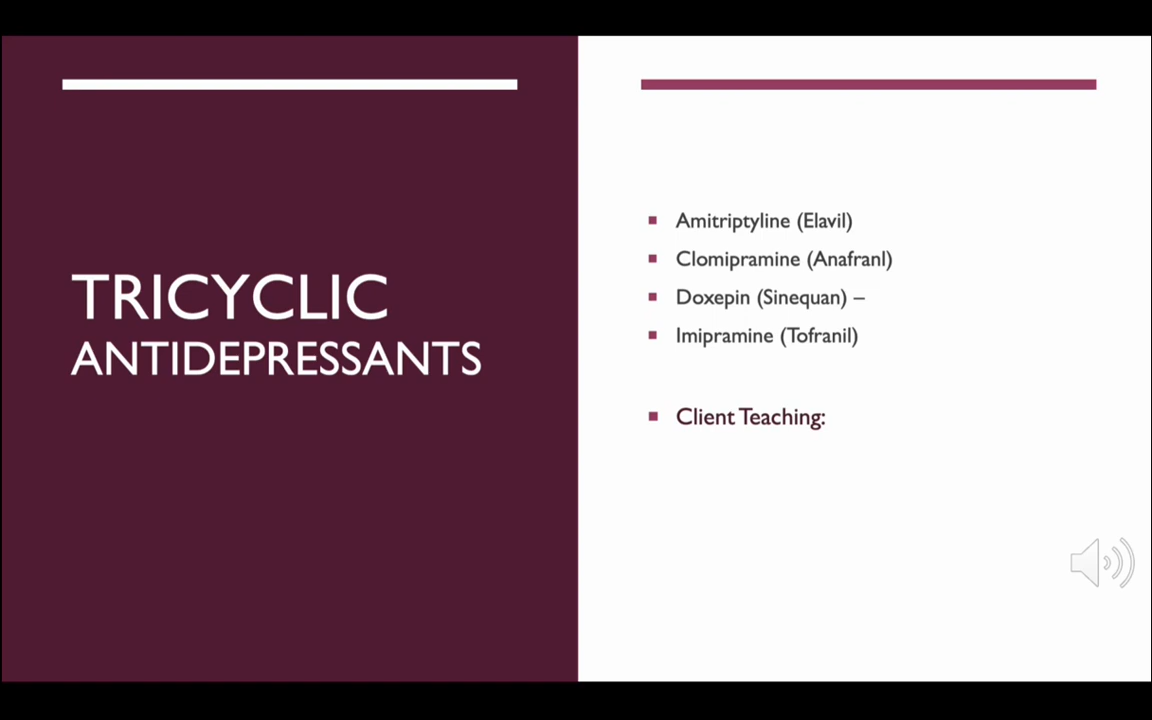 TRICYCLIC
ANTIDEPRESSANTS
Amitriptyline (Elavil)
Clomipramine (Anafranl)
Doxepin (Sinequan) –
Imipramine (Tofranil)
Client Teaching: